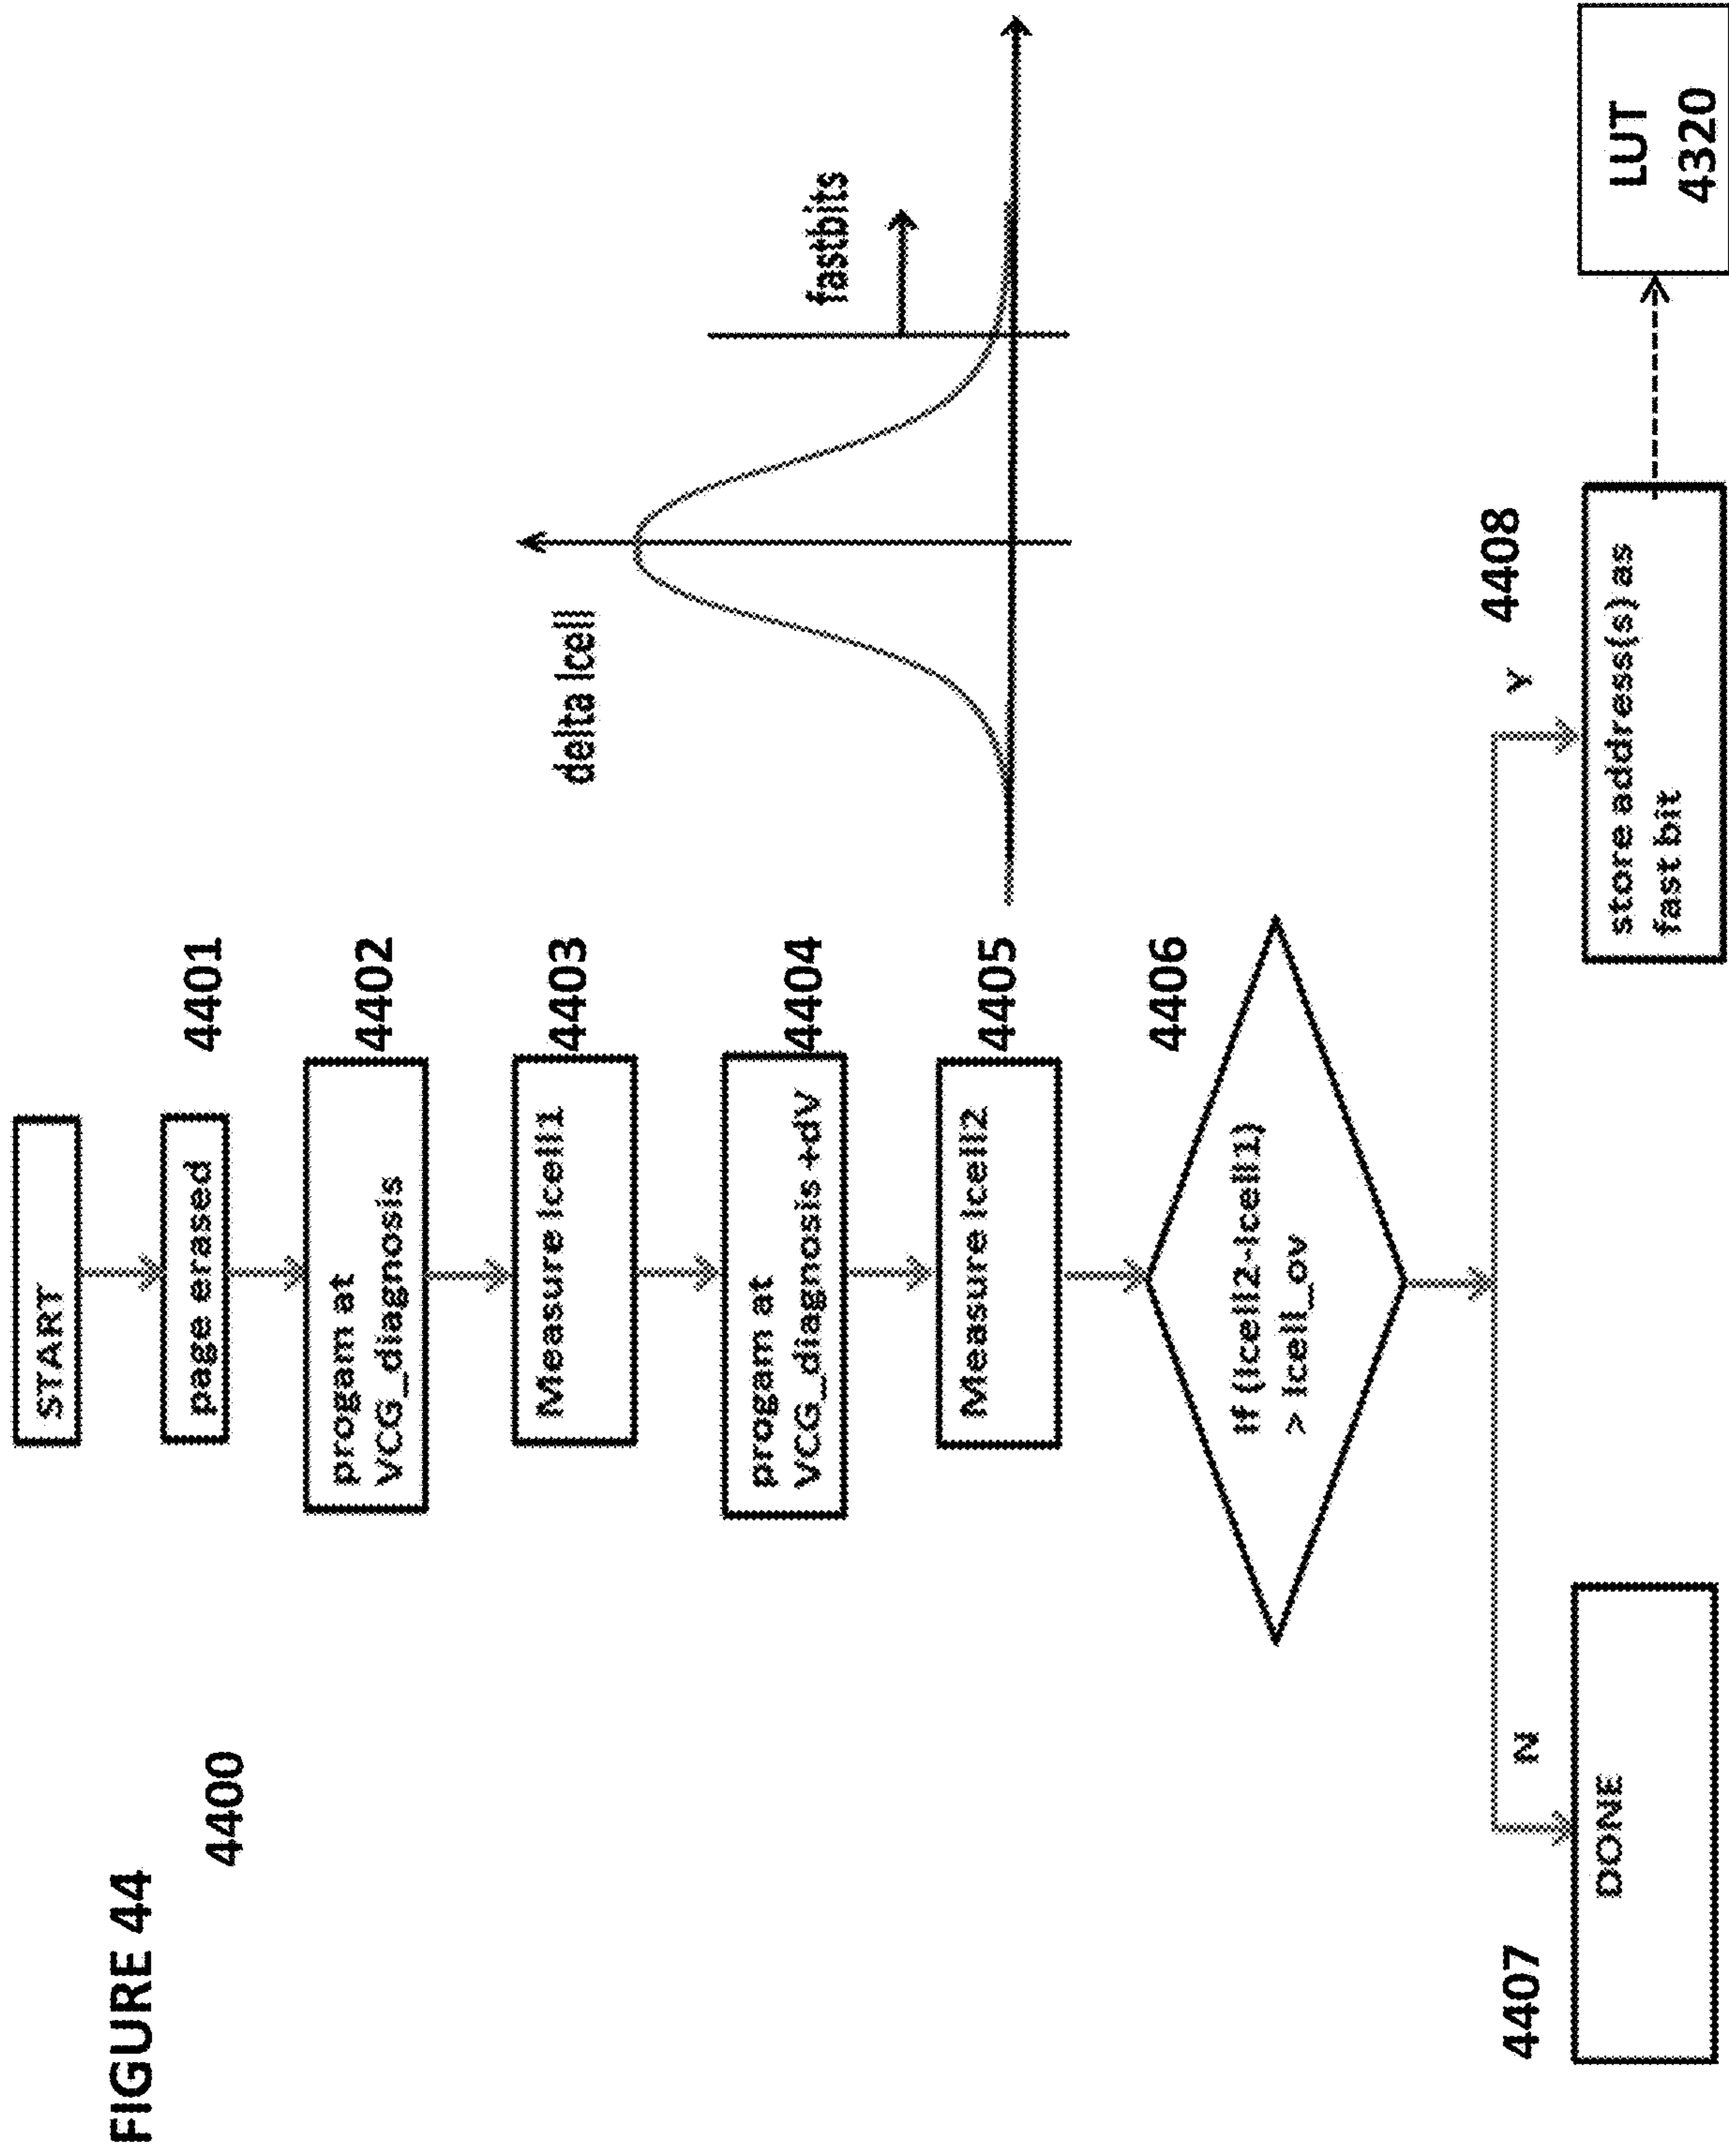 FIGURE 44
4400
START
page erased
4401
progam at
VCG_diagnosis
4402
Measure Icell1
4403
progam at
VCG_diagnosis +dV
4404
Measure Icell2
4405
If (Icell2-Icell1)
> Icell_ov
4406
delta Icell
fastbits
N
Y
4407
DONE
4408
store address(s) as
fast bit
LUT
4320